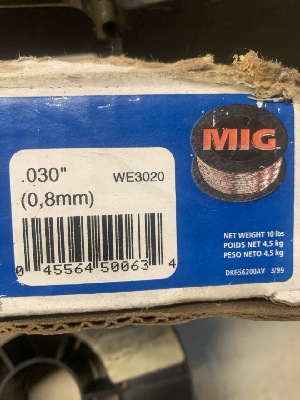 .030"
WE3020
(0,8mm)
0 45564 50063 4
MIG
NET WEIGHT 10 lbs
POIDS NET 4,5 kg
PESO NETO 4,5 kg
DK656200AV 3/99